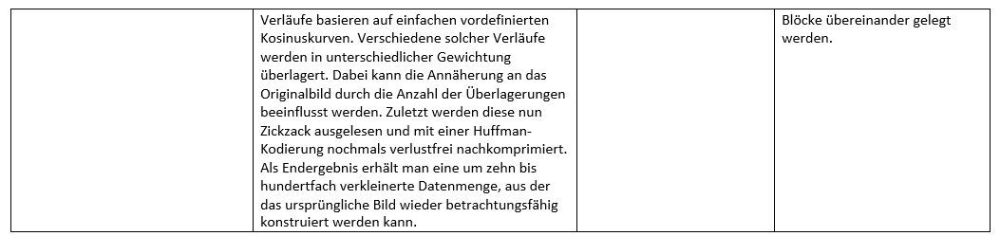 Verläufe basieren auf einfachen vordefinierten
Kosinuskurven. Verschiedene solcher Verläufe
werden in unterschiedlicher Gewichtung
überlagert. Dabei kann die Annäherung an das
Originalbild durch die Anzahl der Überlagerungen
beeinflusst werden. Zuletzt werden diese nun
Zickzack ausgelesen und mit einer Huffman-
Kodierung nochmals verlustfrei nachkomprimiert.
Als Endergebnis erhält man eine um zehn bis
hundertfach verkleinerte Datenmenge, aus der
das ursprüngliche Bild wieder betrachtungsfähig
konstruiert werden kann.
Blöcke übereinander gelegt
werden.